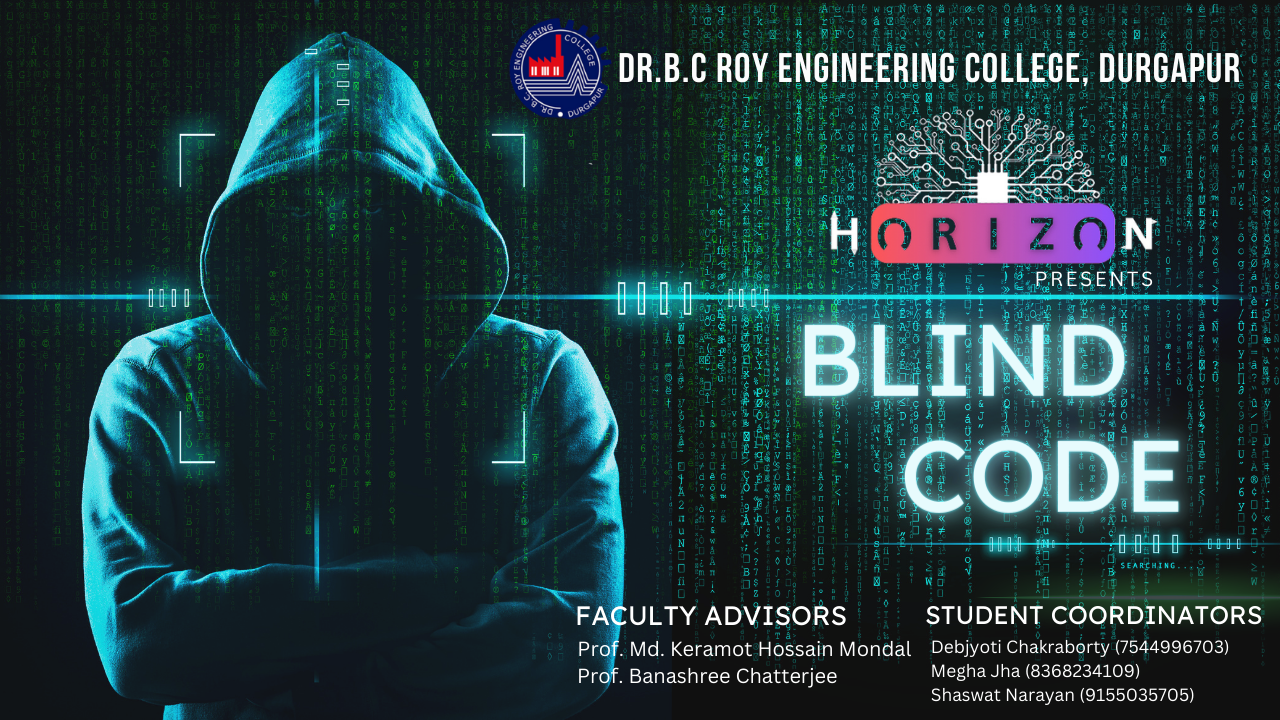 DR. B. C. ROY ENGINEERING COLLEGE
DURGAPUR
DR.B.C ROY ENGINEERING COLLEGE, DURGAPUR
HORIZON
PRESENTS
BLIND
CODE
SEARCHING....
FACULTY ADVISORS
Prof. Md. Keramot Hossain Mondal
Prof. Banashree Chatterjee
STUDENT COORDINATORS
Debjyoti Chakraborty (7544996703)
Megha Jha (8368234109)
Shaswat Narayan (9155035705)